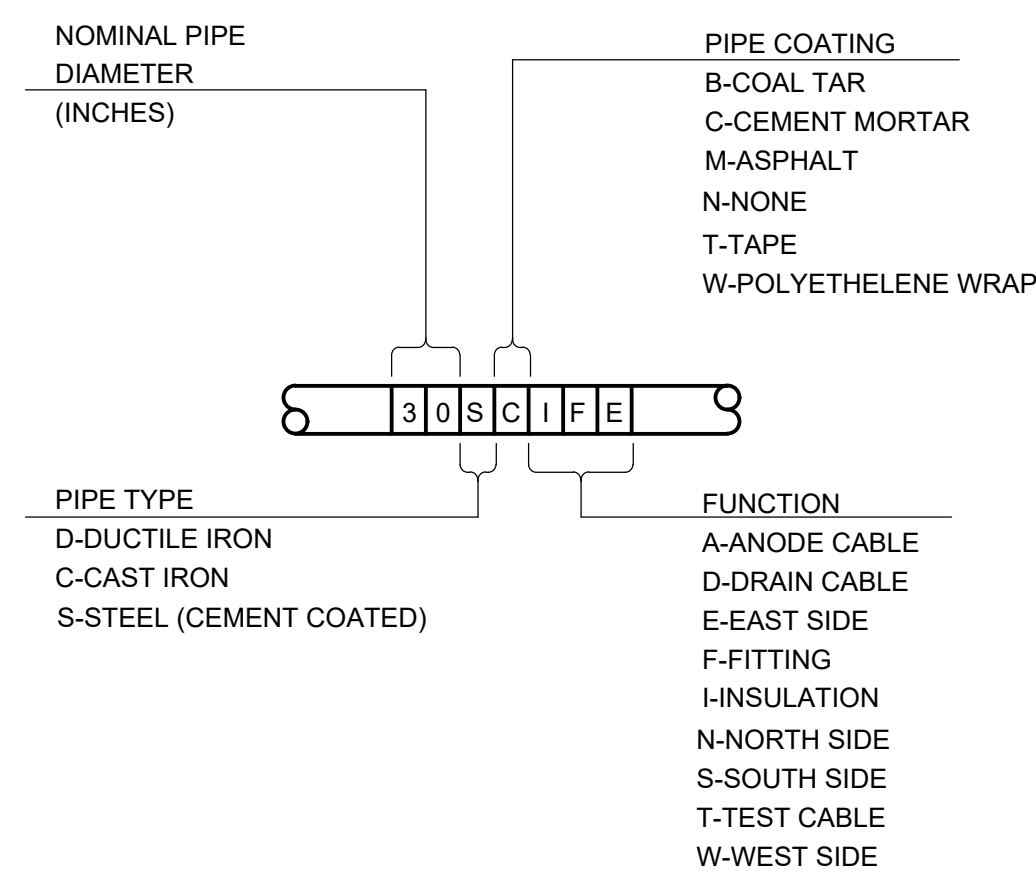 NOMINAL PIPE
DIAMETER
(INCHES)
PIPE COATING
B-COAL TAR
C-CEMENT MORTAR
M-ASPHALT
N-NONE
T-TAPE
W-POLYETHELENE WRAP
3 0 S C I F E
PIPE TYPE
D-DUCTILE IRON
C-CAST IRON
S-STEEL (CEMENT COATED)
FUNCTION
A-ANODE CABLE
D-DRAIN CABLE
E-EAST SIDE
F-FITTING
I-INSULATION
N-NORTH SIDE
S-SOUTH SIDE
T-TEST CABLE
W-WEST SIDE